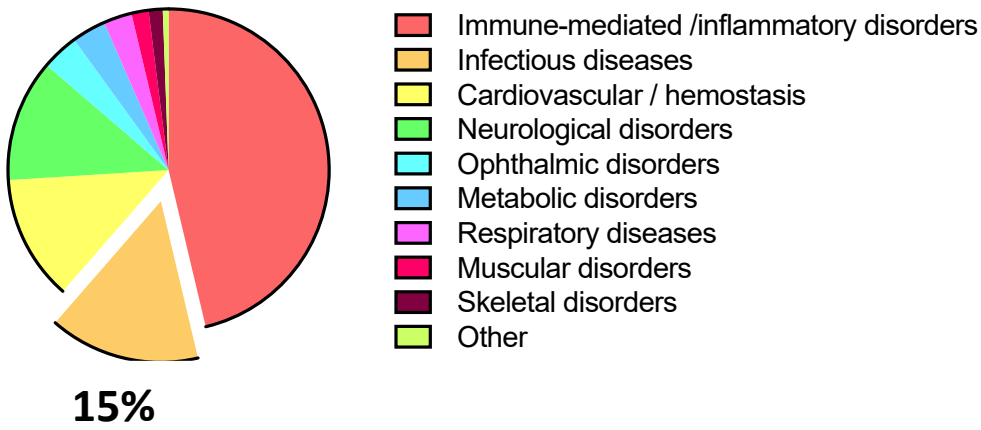 Immune-mediated /inflammatory disorders
Infectious diseases
Cardiovascular / hemostasis
Neurological disorders
Ophthalmic disorders
Metabolic disorders
Respiratory diseases
Muscular disorders
Skeletal disorders
Other
15%